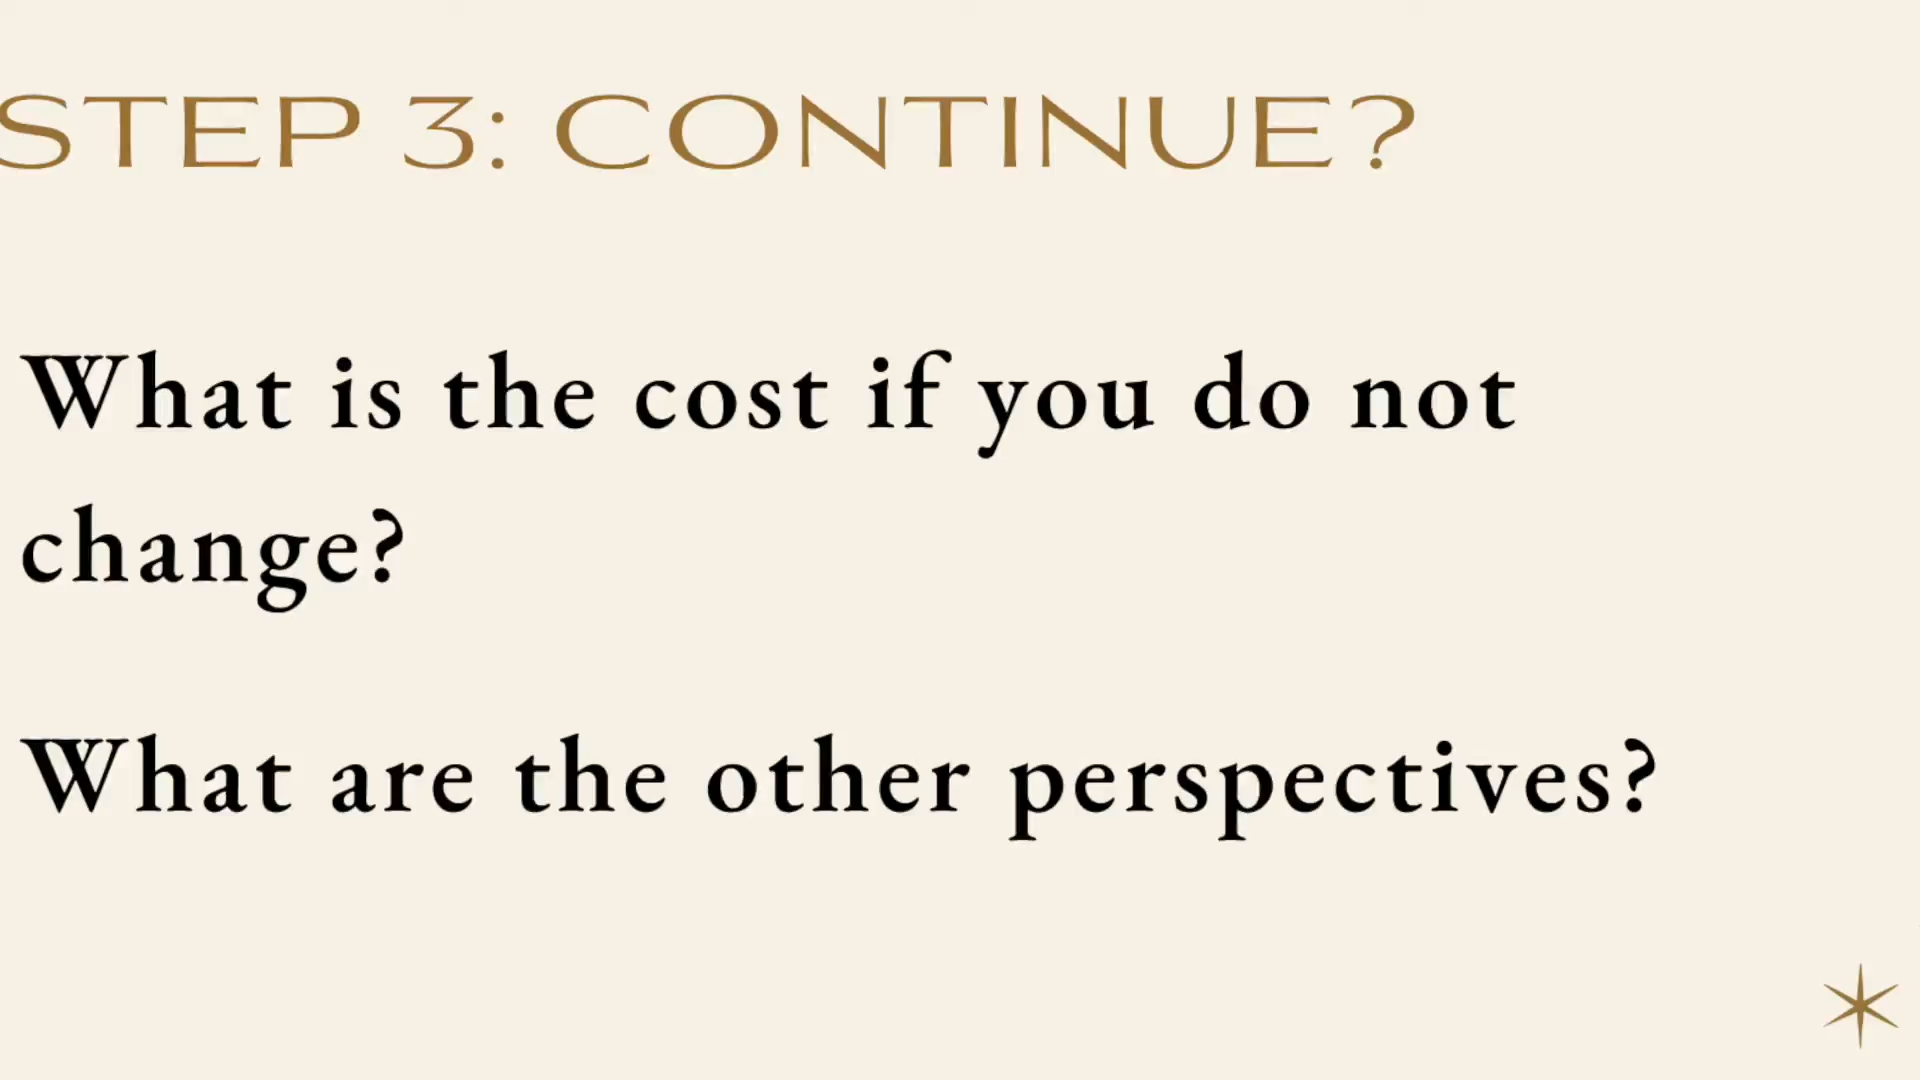 STEP 3: CONTINUE?
What is the cost if you do not
change?
What are the other perspectives?